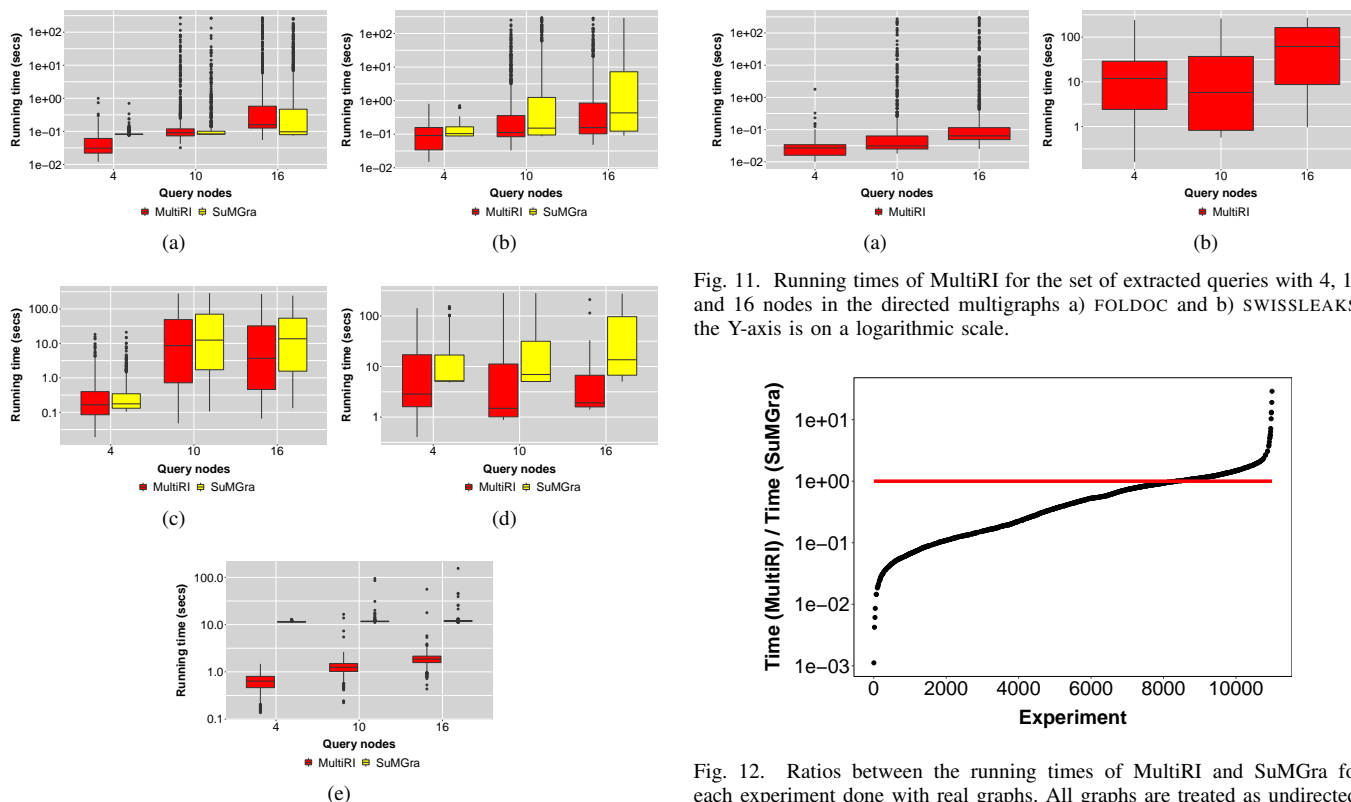 Running time (secs)
1e+02
1e+01
1e+00
1e-01
1e-02
4 10 16
Query nodes
MultiRI SuMGra
(a)
Running time (secs)
1e+02
1e+01
1e+00
1e-01
1e-02
4 10 16
Query nodes
MultiRI SuMGra
(b)
Running time (secs)
100.0
10.0
1.0
0.1
4 10 16
Query nodes
MultiRI SuMGra
(c)
Running time (secs)
100
10
1
4 10 16
Query nodes
MultiRI SuMGra
(d)
Running time (secs)
100.0
10.0
1.0
0.1
4 10 16
Query nodes
MultiRI SuMGra
(e)
Running time (secs)
1e+02
1e+01
1e+00
1e-01
1e-02
4 10 16
Query nodes
MultiRI
(a)
Running time (secs)
100
10
1
4 10 16
Query nodes
MultiRI
(b)
Fig. 11. Running times of MultiRI for the set of extracted queries with 4, 1
and 16 nodes in the directed multigraphs a) FOLDOC and b) SWISSLEAKS
the Y-axis is on a logarithmic scale.
Time (MultiRI) / Time (SuMGra)
1e+01
1e+00
1e-01
1e-02
1e-03
0 2000 4000 6000 8000 10000
Experiment
Fig. 12. Ratios between the running times of MultiRI and SuMGra fo
each experiment done with real graphs. All graphs are treated as undirected